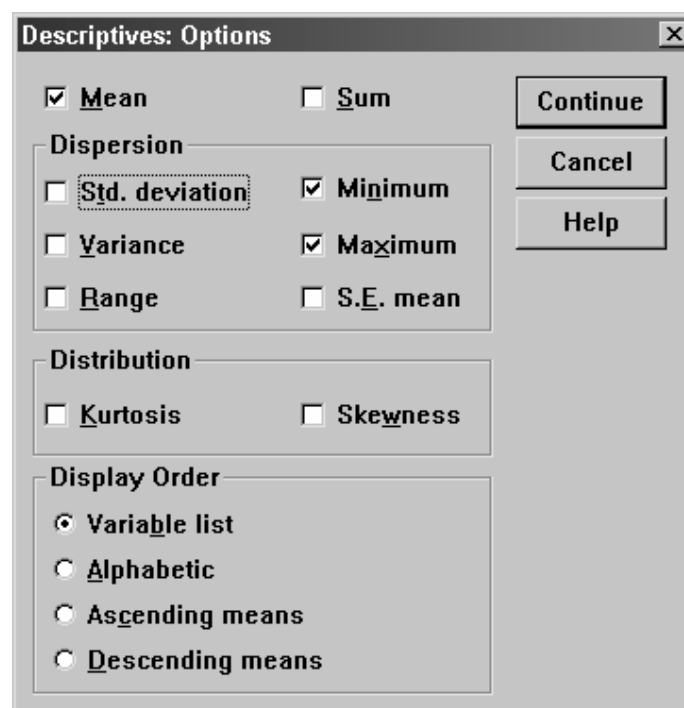 Descriptives: Options
Mean Sum Continue
Dispersion Cancel
Std. deviation Minimum Help
Variance Maximum
Range S.E. mean
Distribution
Kurtosis Skewness
Display Order
Variable list
Alphabetic
Ascending means
Descending means